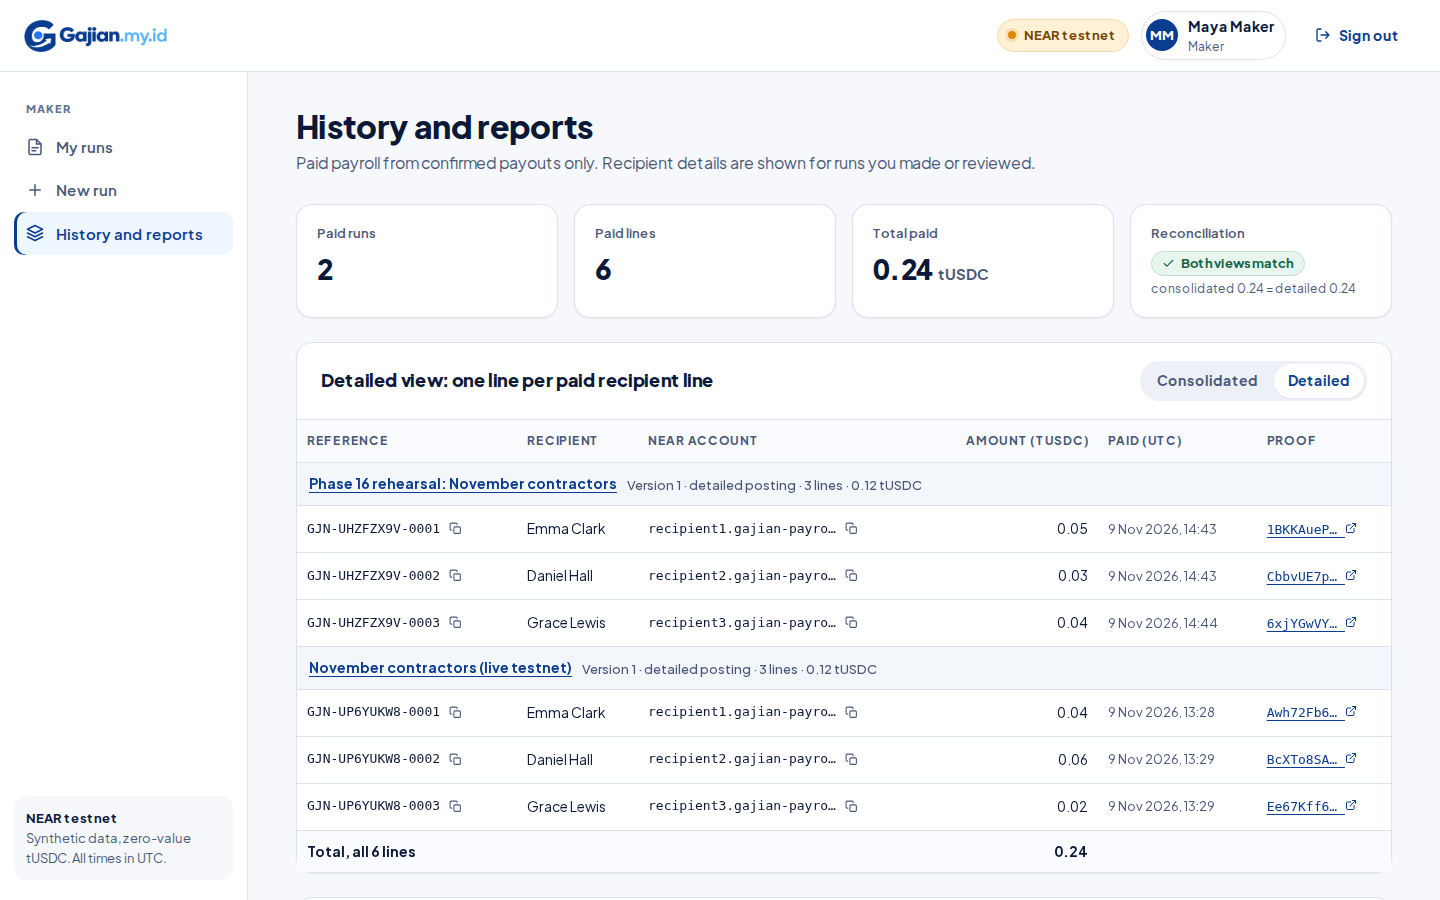 Gajian.my.id
NEAR testnet
MM
Maya Maker
Maker
Sign out
MAKER
My runs
New run
History and reports
NEAR testnet
Synthetic data, zero-value
tUSDC. All times in UTC.
History and reports
Paid payroll from confirmed payouts only. Recipient details are shown for runs you made or reviewed.
Paid runs
2
Paid lines
6
Total paid
0.24 tUSDC
Reconciliation
Both views match
consolidated 0.24 = detailed 0.24
Detailed view: one line per paid recipient line
Consolidated Detailed
REFERENCE RECIPIENT NEAR ACCOUNT AMOUNT (TUSDC) PAID (UTC) PROOF
Phase 16 rehearsal: November contractors Version 1 · detailed posting · 3 lines · 0.12 tUSDC
GJN-UHZFZX9V-0001 Emma Clark recipient1.gajian-payro… 0.05 9 Nov 2026, 14:43 1BKKAueP…
GJN-UHZFZX9V-0002 Daniel Hall recipient2.gajian-payro… 0.03 9 Nov 2026, 14:43 CbbvUE7p…
GJN-UHZFZX9V-0003 Grace Lewis recipient3.gajian-payro… 0.04 9 Nov 2026, 14:44 6xjYGwVY…
November contractors (live testnet) Version 1 · detailed posting · 3 lines · 0.12 tUSDC
GJN-UP6YUKW8-0001 Emma Clark recipient1.gajian-payro… 0.04 9 Nov 2026, 13:28 Awh72Fb6…
GJN-UP6YUKW8-0002 Daniel Hall recipient2.gajian-payro… 0.06 9 Nov 2026, 13:29 BcXTo8SA…
GJN-UP6YUKW8-0003 Grace Lewis recipient3.gajian-payro… 0.02 9 Nov 2026, 13:29 Ee67Kff6…
Total, all 6 lines 0.24